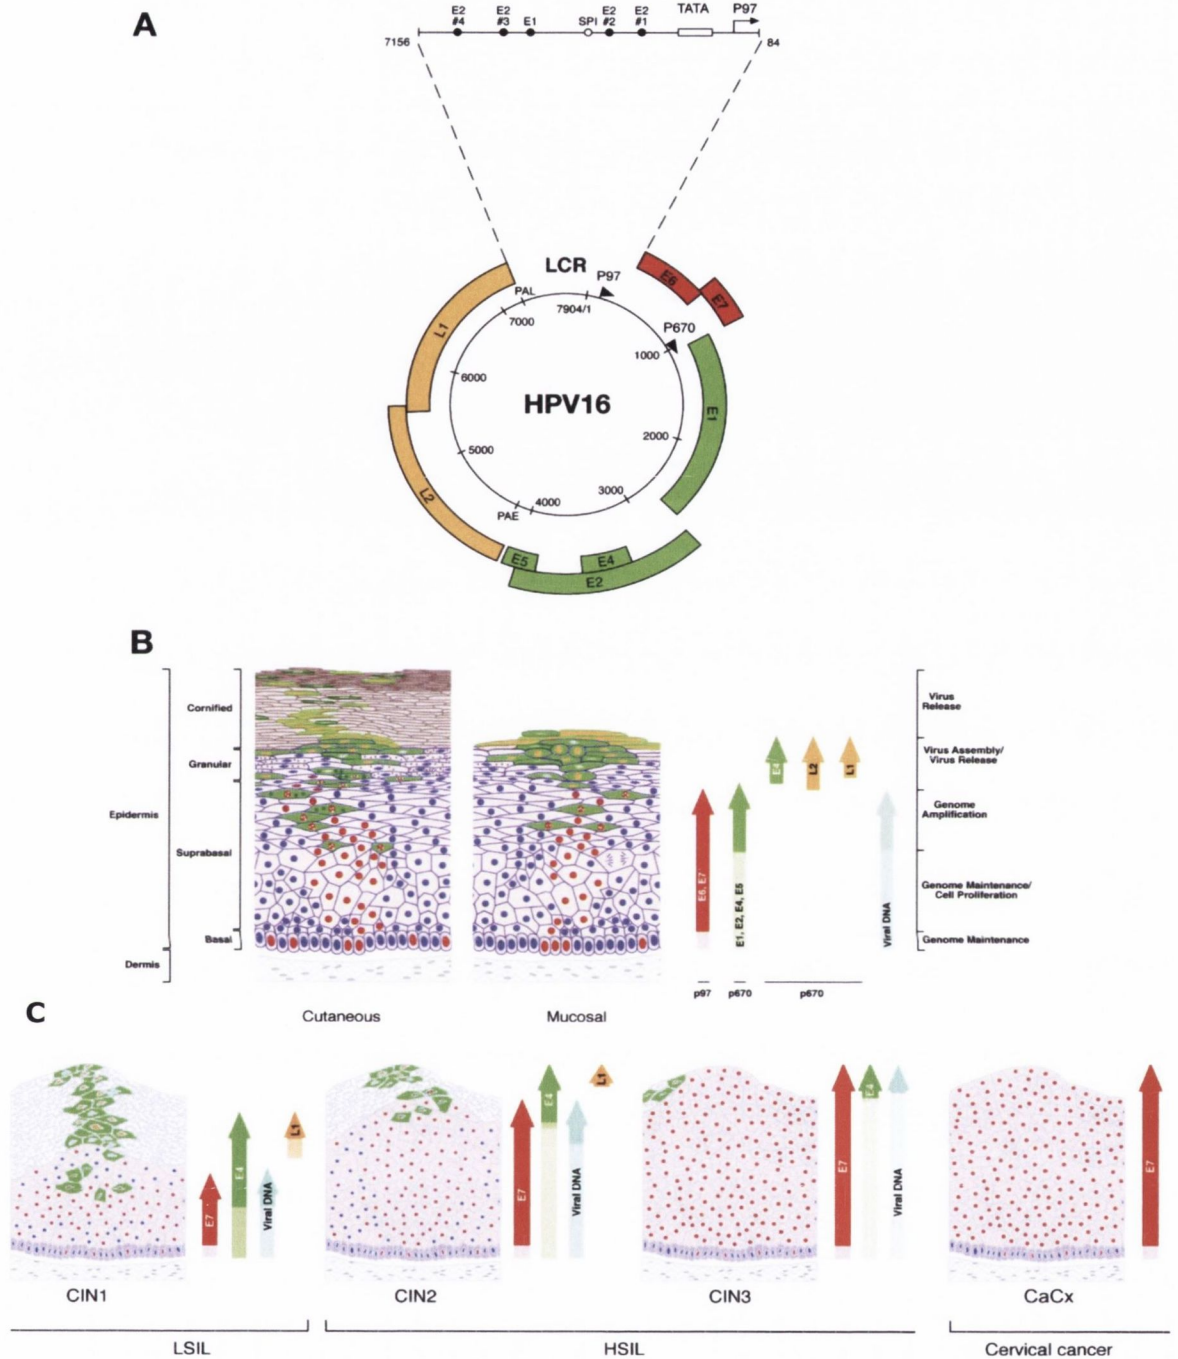 A
E2 E2 E2 E2 TATA P97
#4 #3 E1 SPI #2 #1
7156 84
LCR
P97
E6
E7
PAL
7904/1
7000
P670
1000
L1
6000
HPV16
E1
5000
2000
L2
3000
4000
PAE
E5
E4
E2
B
Cornified
Granular
Epidermis
Suprabasal
Basal
Dermis
Cutaneous
Mucosal
E6, E7
E1, E2, E4, E5
E4
L2
L1
Viral DNA
p97
p670
p670
Virus
Release
Virus Assembly/
Virus Release
Genome
Amplification
Genome Maintenance/
Cell Proliferation
Genome Maintenance
C
E7
E4
Viral DNA
L1
E7
E4
Viral DNA
L1
E7
E4
Viral DNA
E7
CIN1
CIN2
CIN3
CaCx
LSIL
HSIL
Cervical cancer